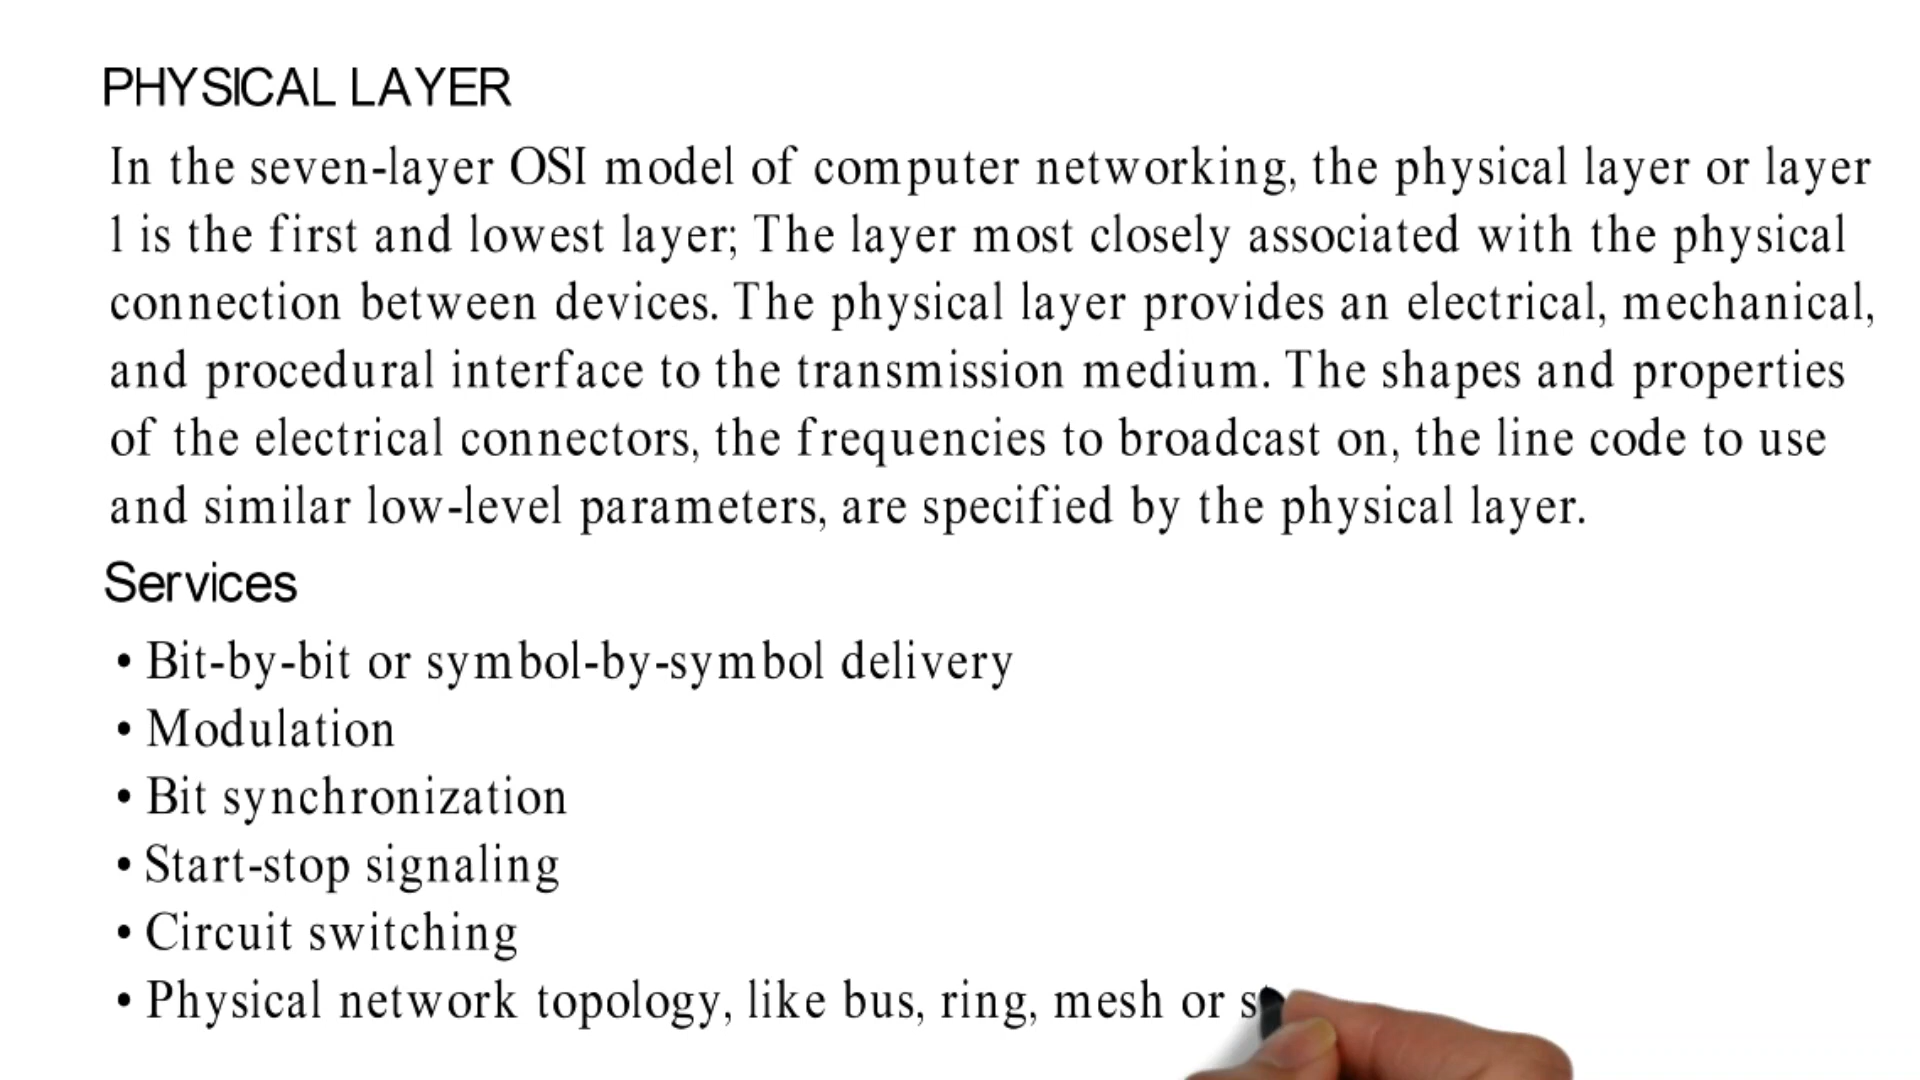 PHYSICAL LAYER
In the seven-layer OSI model of computer networking, the physical layer or layer
1 is the first and lowest layer; The layer most closely associated with the physical
connection between devices. The physical layer provides an electrical, mechanical,
and procedural interface to the transmission medium. The shapes and properties
of the electrical connectors, the frequencies to broadcast on, the line code to use
and similar low-level parameters, are specified by the physical layer.
Services
• Bit-by-bit or symbol-by-symbol delivery
• Modulation
• Bit synchronization
• Start-stop signaling
• Circuit switching
• Physical network topology, like bus, ring, mesh or